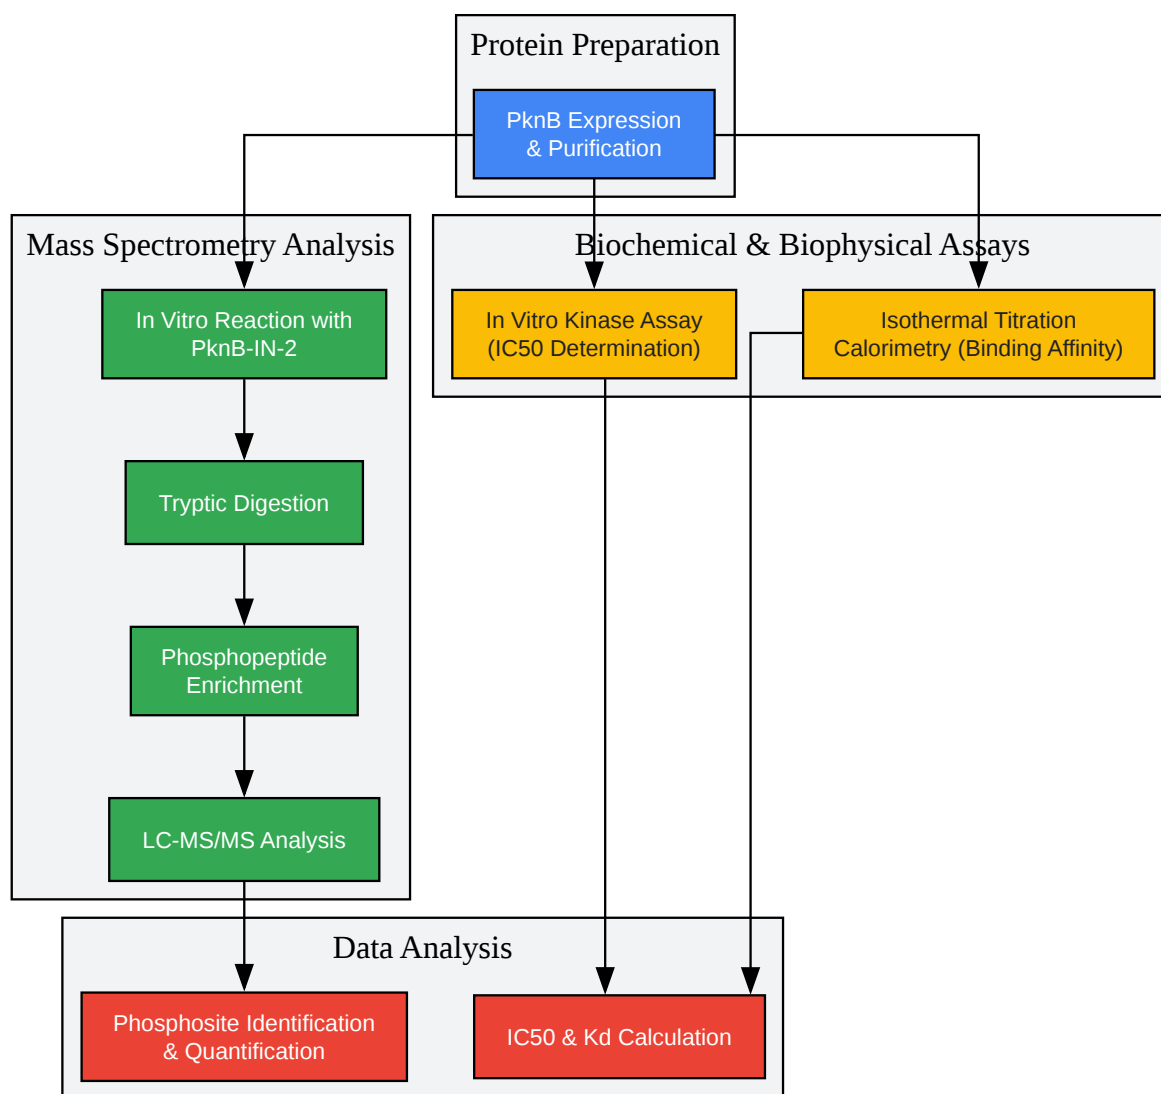 Protein Preparation
PknB Expression
& Purification
Mass Spectrometry Analysis
Biochemical & Biophysical Assays
In Vitro Reaction with
PknB-IN-2
In Vitro Kinase Assay
(IC50 Determination)
Isothermal Titration
Calorimetry (Binding Affinity)
Tryptic Digestion
Phosphopeptide
Enrichment
LC-MS/MS Analysis
Data Analysis
Phosphosite Identification
& Quantification
IC50 & Kd Calculation